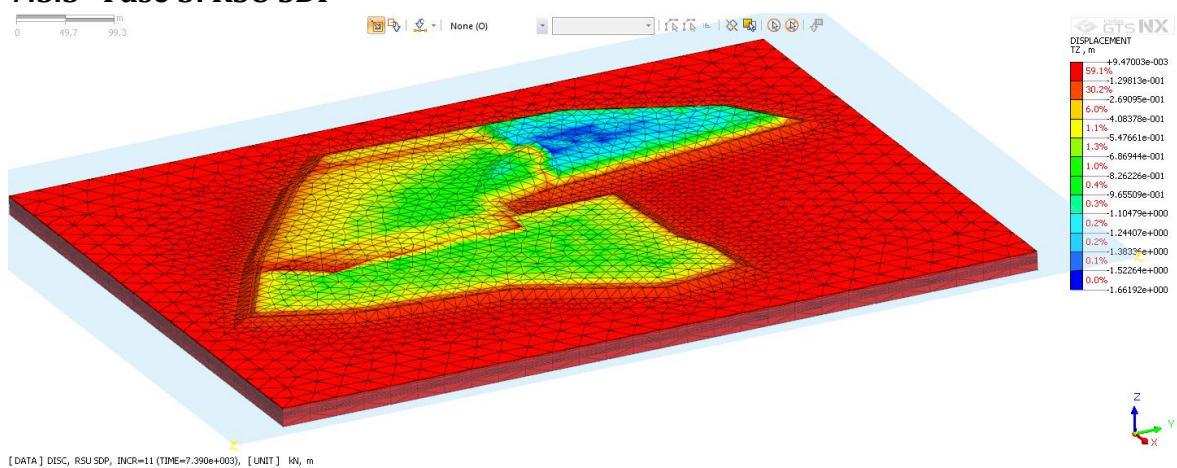 7.3.3 Fase 3: RSU SDP
m
0 49,7 99.3
None (O)
GTS NX
DISPLACEMENT
TZ , m
+9.47003e-003
59.1%
-1.29813e-001
30.2%
-2.69095e-001
6.0%
-4.08378e-001
1.1%
-5.47661e-001
1.3%
-6.86944e-001
1.0%
-8.26226e-001
0.4%
-9.65509e-001
0.3%
-1.10479e+000
0.2%
-1.24407e+000
0.2%
-1.38336e+000
0.1%
-1.52264e+000
0.0%
-1.66192e+000
Z
Z
Z
Y
X
[ DATA ] DISC, RSU SDP, INCR=11 (TIME=7.390e+003), [ UNIT ] kN, m